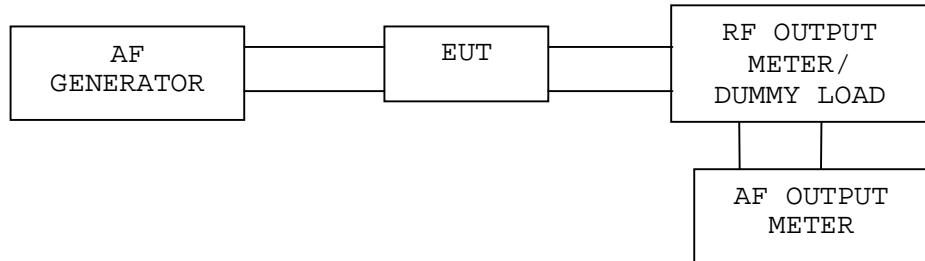 AF
GENERATOR
EUT
RF OUTPUT
METER/
DUMMY LOAD
AF OUTPUT
METER